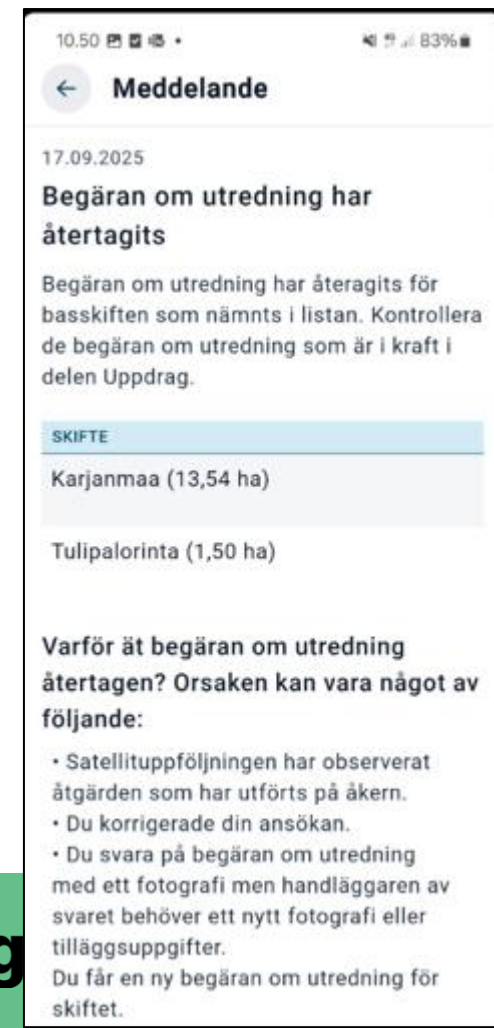 10.50
83%
Meddelande
17.09.2025
Begäran om utredning har
återtagits
Begäran om utredning har återagits för
basskiften som nämnts i listan. Kontrollera
de begäran om utredning som är i kraft i
delen Uppdrag.
SKIFTE
Karjanmaa (13,54 ha)
Tulipalorinta (1,50 ha)
Varför ät begäran om utredning
återtagen? Orsaken kan vara något av
följande:
• Satellituppföljningen har observerat
åtgärden som har utförts på åkern.
• Du korrigerade din ansökan.
• Du svara på begäran om utredning
med ett fotografi men handläggaren av
svaret behöver ett nytt fotografi eller
tilläggsuppgifter.
Du får en ny begäran om utredning för
skiftet.
g